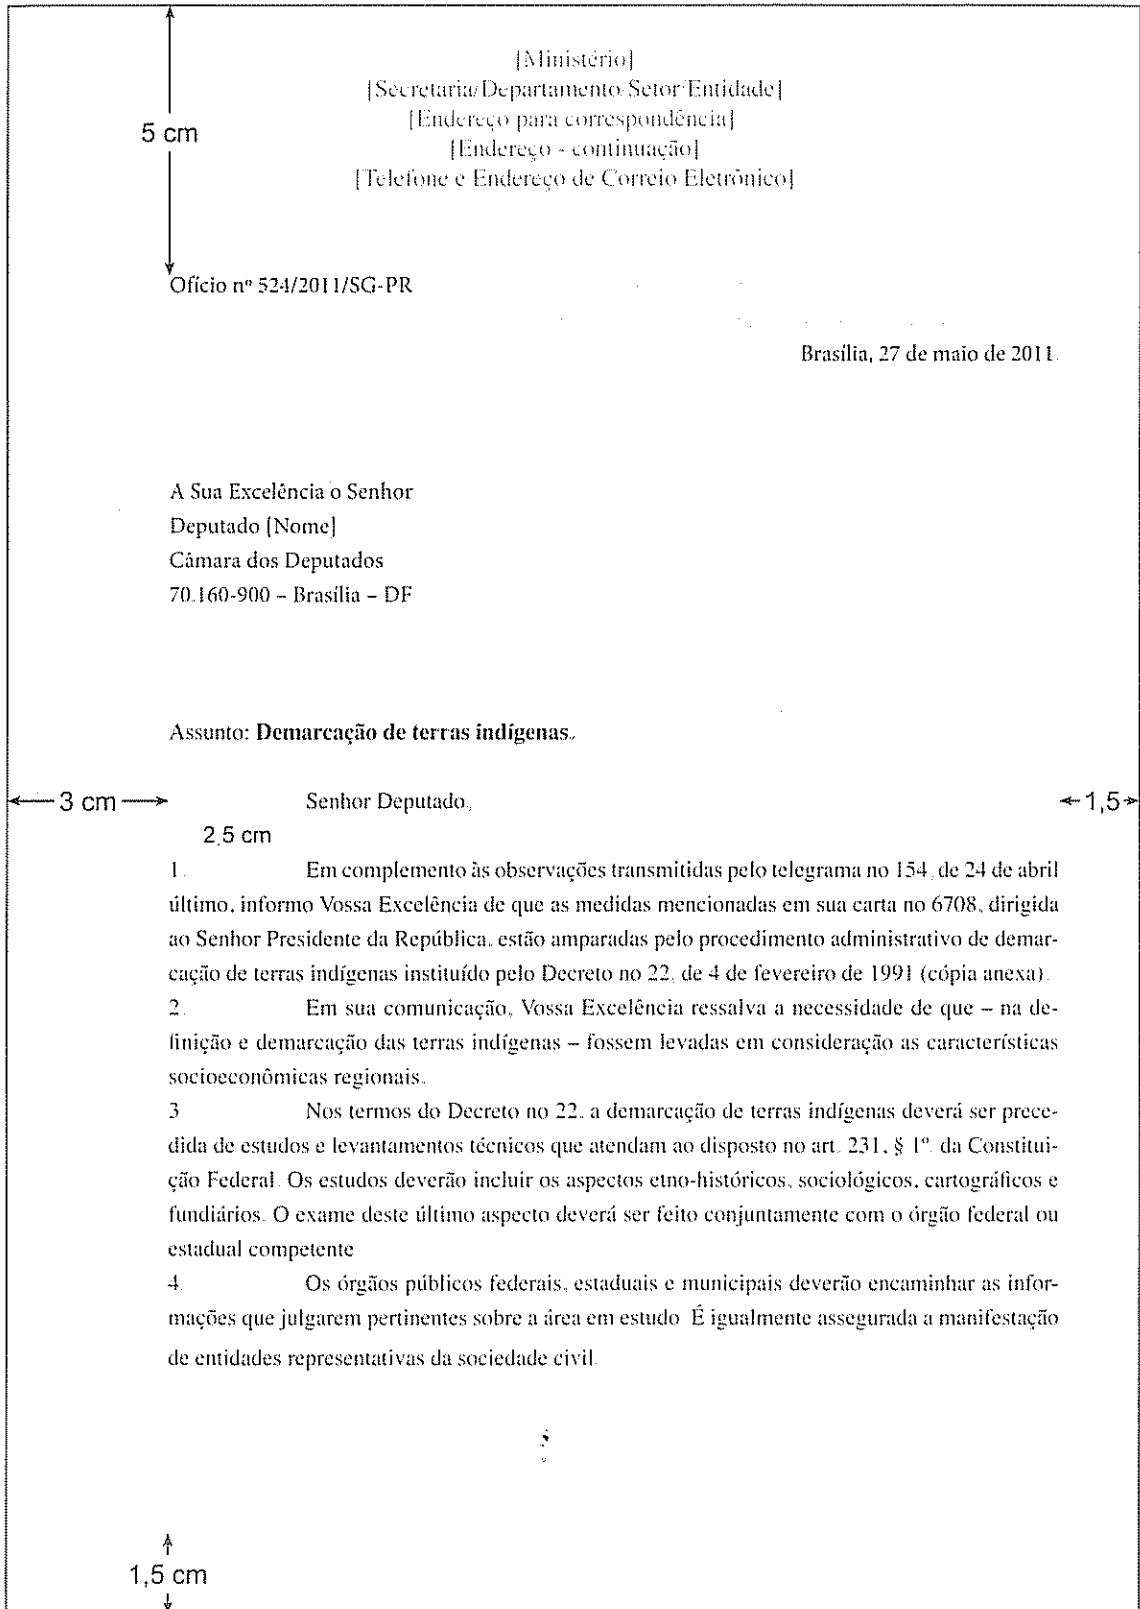 [Ministério]
[Secretaria/Departamento/Setor/Entidade]
[Endereço para correspondência]
[Endereço - continuação]
[Telefone e Endereço de Correio Eletrônico]
5 cm
Ofício nº 524/2011/SG-PR
Brasília, 27 de maio de 2011.
A Sua Excelência o Senhor
Deputado [Nome]
Câmara dos Deputados
70.160-900 – Brasília – DF
Assunto: Demarcação de terras indígenas.
3 cm
Senhor Deputado,
1,5
2,5 cm
1. Em complemento às observações transmitidas pelo telegrama no 154, de 24 de abril
último, informo Vossa Excelência de que as medidas mencionadas em sua carta no 6708, dirigida
ao Senhor Presidente da República, estão amparadas pelo procedimento administrativo de demar-
cação de terras indígenas instituído pelo Decreto no 22, de 4 de fevereiro de 1991 (cópia anexa).
2. Em sua comunicação, Vossa Excelência ressalva a necessidade de que – na de-
finição e demarcação das terras indígenas – fossem levadas em consideração as características
socioeconômicas regionais.
3 Nos termos do Decreto no 22, a demarcação de terras indígenas deverá ser prece-
dida de estudos e levantamentos técnicos que atendam ao disposto no art. 231, § 1º, da Constitui-
ção Federal. Os estudos deverão incluir os aspectos etno-históricos, sociológicos, cartográficos e
fundiários. O exame deste último aspecto deverá ser feito conjuntamente com o órgão federal ou
estadual competente
4. Os órgãos públicos federais, estaduais e municipais deverão encaminhar as infor-
mações que julgarem pertinentes sobre a área em estudo. É igualmente assegurada a manifestação
de entidades representativas da sociedade civil.
1,5 cm